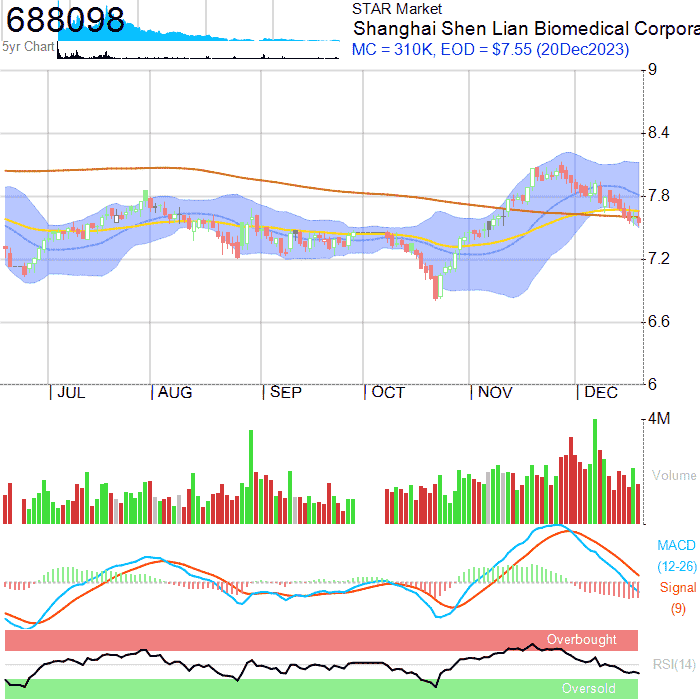 688098
STAR Market
Shanghai Shen Lian Biomedical Corpora
5yr Chart
MC = 310K, EOD = $7.55 (20Dec2023)
9
8.4
7.8
7.2
6.6
6
JUL AUG SEP OCT NOV DEC
4M
Volume
MACD
(12-26)
Signal
(9)
Overbought
RSI(14)
Oversold